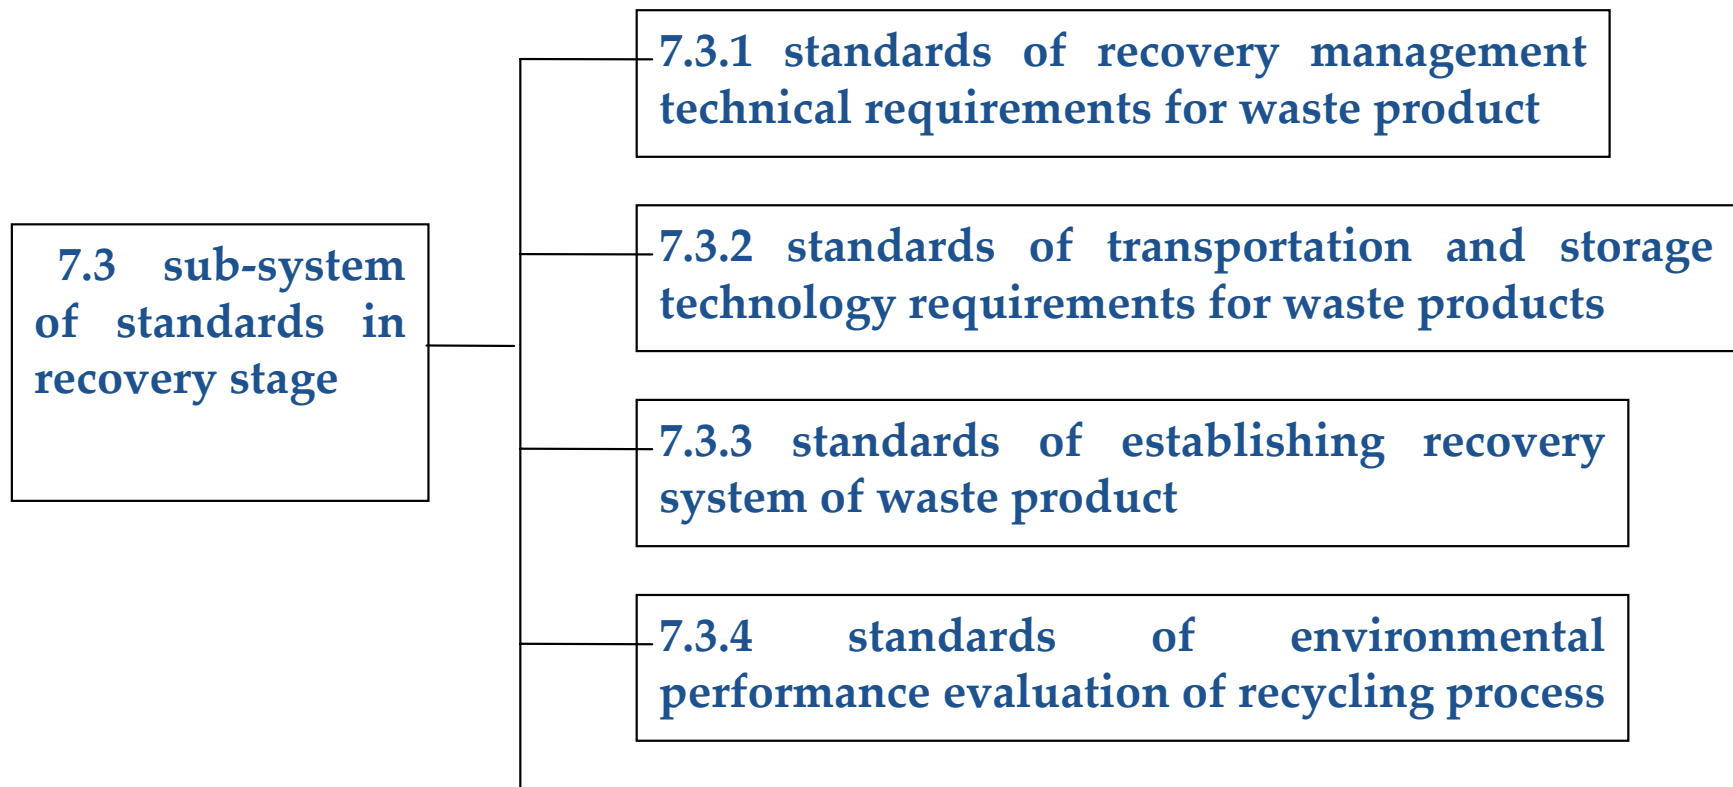 7.3.1 standards of recovery management
technical requirements for waste product
7.3 sub-system
of standards in
recovery stage
7.3.2 standards of transportation and storage
technology requirements for waste products
7.3.3 standards of establishing recovery
system of waste product
7.3.4 standards of environmental
performance evaluation of recycling process